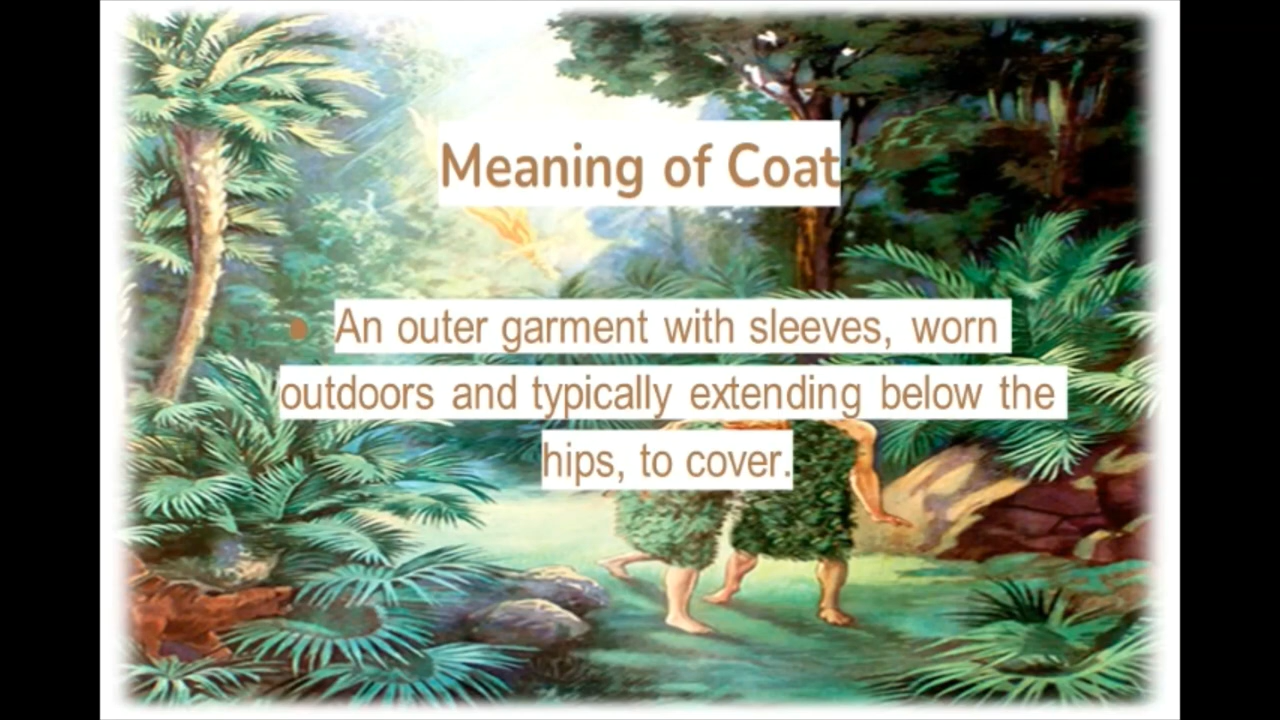 Meaning of Coat
• An outer garment with sleeves, worn
outdoors and typically extending below the
hips, to cover.